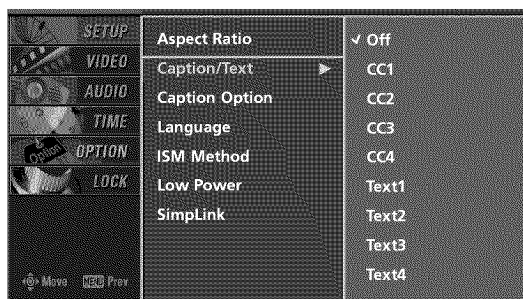 SETUP
VIDEO
AUDIO
TIME
OPTION
LOCK
Move MENU Prev
Aspect Ratio
Caption/Text
Caption Option
Language
ISM Method
Low Power
SimpLink
Off
CC1
CC2
CC3
CC4
Text1
Text2
Text3
Text4